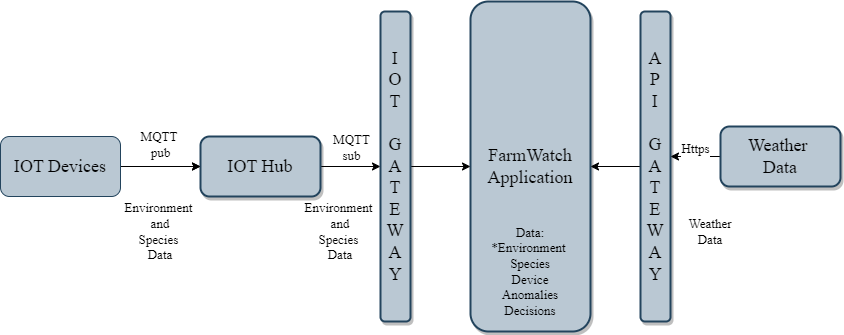 IOT Devices
MQTT
pub
Environment
and
Species
Data
IOT Hub
MQTT
sub
Environment
and
Species
Data
I
O
T
G
A
T
E
W
A
Y
FarmWatch
Application
Data:
*Environment
Species
Device
Anomalies
Decisions
A
P
I
G
A
T
E
W
A
Y
Https
Weather
Data
Weather
Data